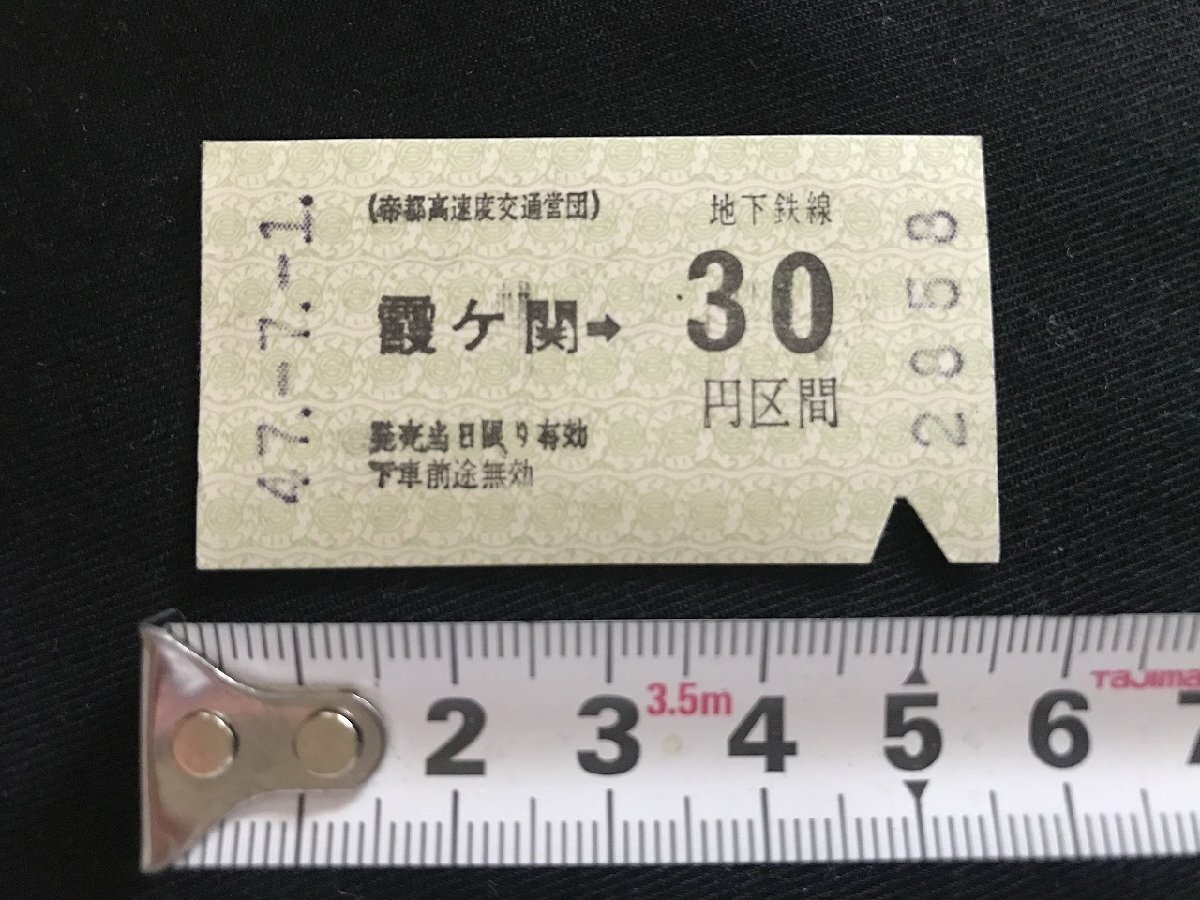 47.-7.-1.
(帝都高速度交通営団)
地下鉄線
霞ケ関→
30
円区間
発売当日限り有効
下車前途無効
2858
2 3 3.5m 4 5 6 7
TAJIMA